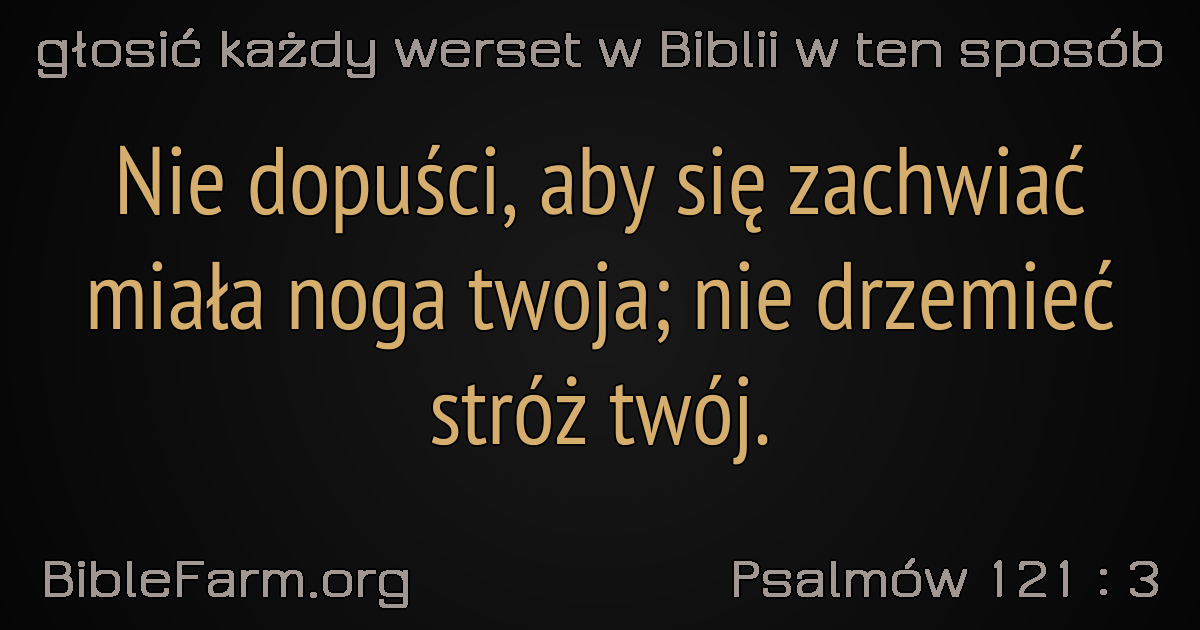 głosić każdy werset w Biblii w ten sposób
Nie dopuści, aby się zachwiać
miała noga twoja; nie drzemieć
stróż twój.
BibleFarm.org
Psalmów 121 : 3